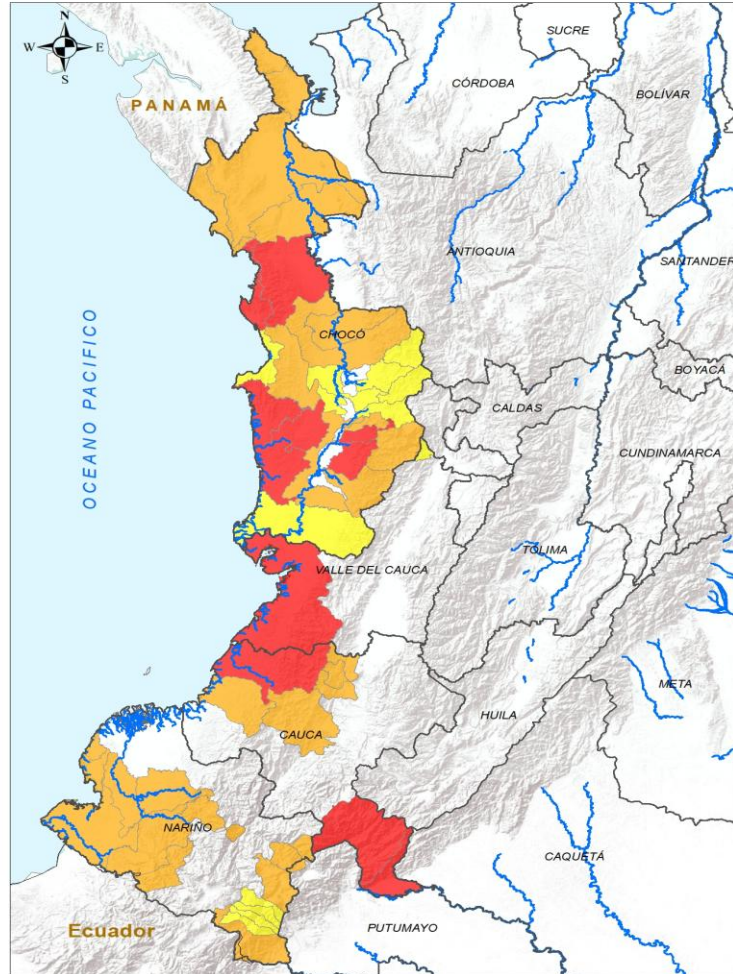 SUCRE
N
W E
S
CÓRDOBA
BOLÍVAR
PANAMÁ
ANTIOQUIA
SANTANDER
OCEANO PACIFICO
CHOCÓ
BOYACÁ
CALDAS
CUNDINAMARCA
TOLIMA
VALLE DEL CAUCA
META
HUILA
CAUCA
NARIÑO
CAQUETÁ
PUTUMAYO
Ecuador